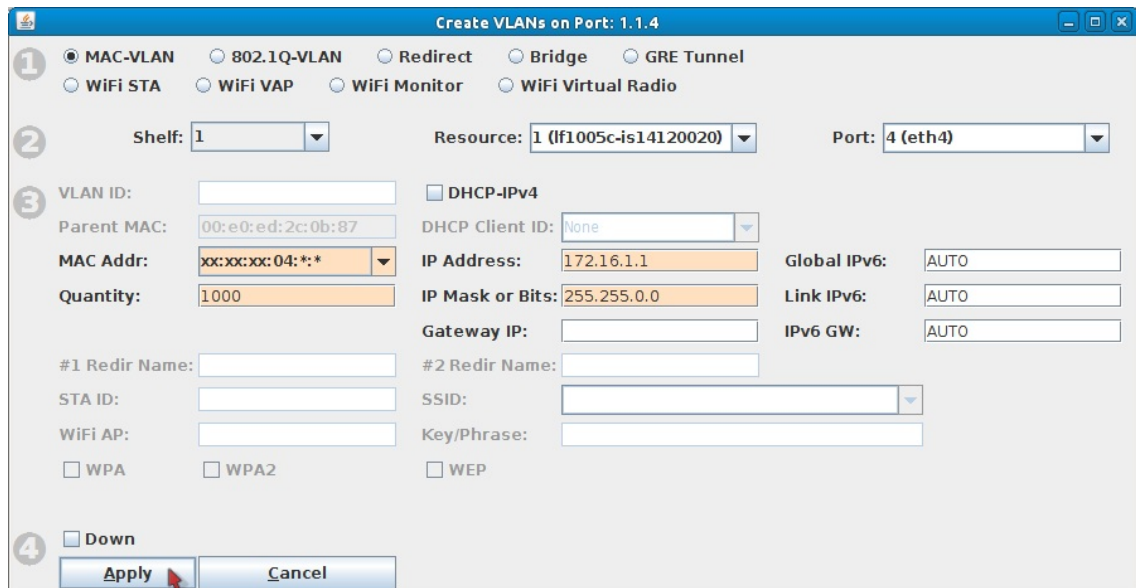 Create VLANs on Port: 1.1.4
1 MAC-VLAN 802.1Q-VLAN Redirect Bridge GRE Tunnel
WiFi STA WiFi VAP WiFi Monitor WiFi Virtual Radio
2 Shelf: 1 Resource: 1 (lf1005c-is14120020) Port: 4 (eth4)
3 VLAN ID: DHCP-IPv4
Parent MAC: 00:e0:ed:2c:0b:87 DHCP Client ID: None
MAC Addr: xx:xx:xx:04:*:* IP Address: 172.16.1.1 Global IPv6: AUTO
Quantity: 1000 IP Mask or Bits: 255.255.0.0 Link IPv6: AUTO
Gateway IP: IPv6 GW: AUTO
#1 Redir Name: #2 Redir Name:
STA ID: SSID:
WiFi AP: Key/Phrase:
WPA WPA2 WEP
4 Down
Apply Cancel